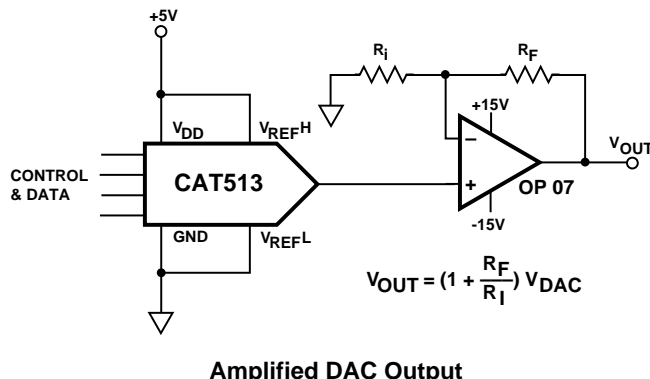 +5V
Ri
RF
+15V
VDD
VREFH
VOUT
CONTROL
& DATA
CAT513
−
+
OP 07
GND
VREFL
-15V
VOUT = (1 + RF/RI) VDAC
Amplified DAC Output